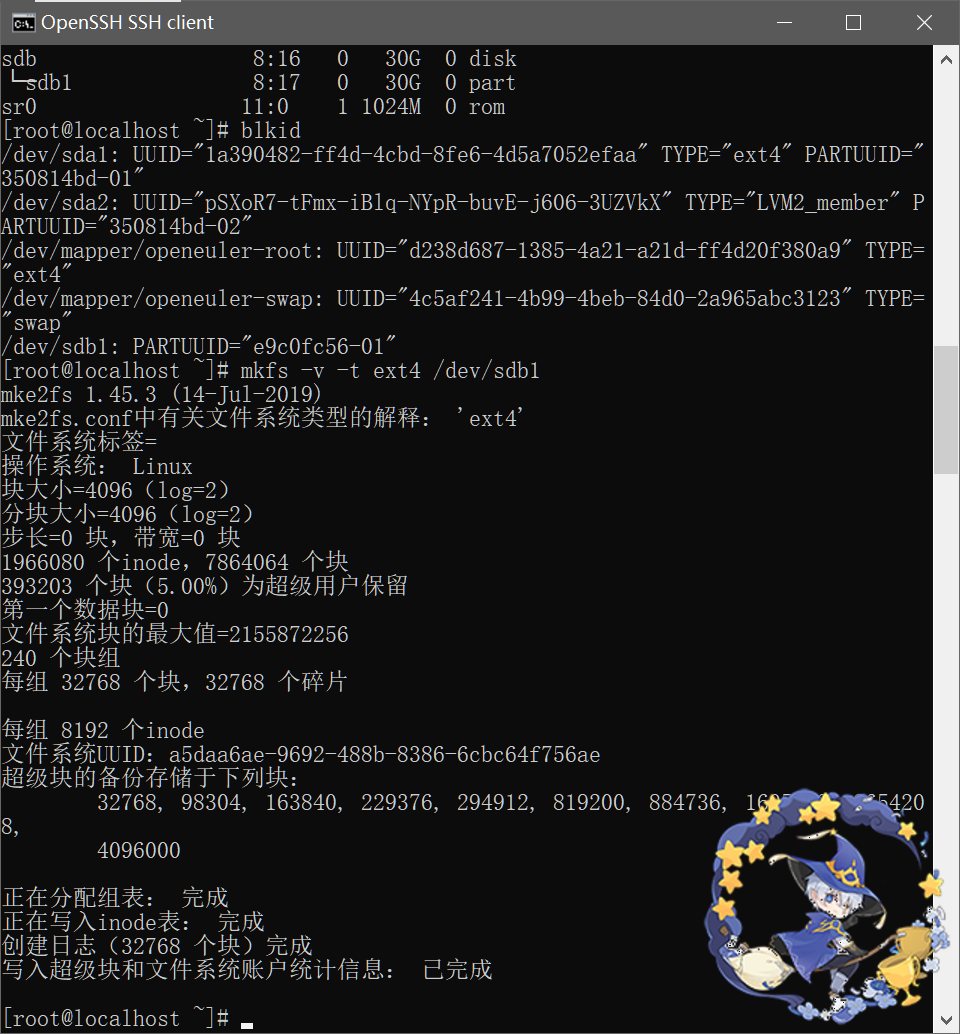 OpenSSH SSH client
sdb 8:16 0 30G 0 disk
└─sdb1 8:17 0 30G 0 part
sr0 11:0 1 1024M 0 rom
[root@localhost ~]# blkid
/dev/sda1: UUID="1a390482-ff4d-4cbd-8fe6-4d5a7052efaa" TYPE="ext4" PARTUUID="
350814bd-01"
/dev/sda2: UUID="pSXoR7-tFmx-iBlq-NYpR-buvE-j606-3UZVkX" TYPE="LVM2_member" P
ARTUUID="350814bd-02"
/dev/mapper/openeuler-root: UUID="d238d687-1385-4a21-a21d-ff4d20f380a9" TYPE=
"ext4"
/dev/mapper/openeuler-swap: UUID="4c5af241-4b99-4beb-84d0-2a965abc3123" TYPE=
"swap"
/dev/sdb1: PARTUUID="e9c0fc56-01"
[root@localhost ~]# mkfs -v -t ext4 /dev/sdb1
mke2fs 1.45.3 (14-Jul-2019)
mke2fs.conf中有关文件系统类型的解释： 'ext4'
文件系统标签=
操作系统： Linux
块大小=4096（log=2）
分块大小=4096（log=2）
步长=0 块，带宽=0 块
1966080 个inode，7864064 个块
393203 个块（5.00%）为超级用户保留
第一个数据块=0
文件系统块的最大值=2155872256
240 个块组
每组 32768 个块，32768 个碎片
每组 8192 个inode
文件系统UUID：a5daa6ae-9692-488b-8386-6cbc64f756ae
超级块的备份存储于下列块：
32768, 98304, 163840, 229376, 294912, 819200, 884736,
8,
4096000
正在分配组表： 完成
正在写入inode表： 完成
创建日志（32768 个块）完成
写入超级块和文件系统账户统计信息： 已完成
[root@localhost ~]#